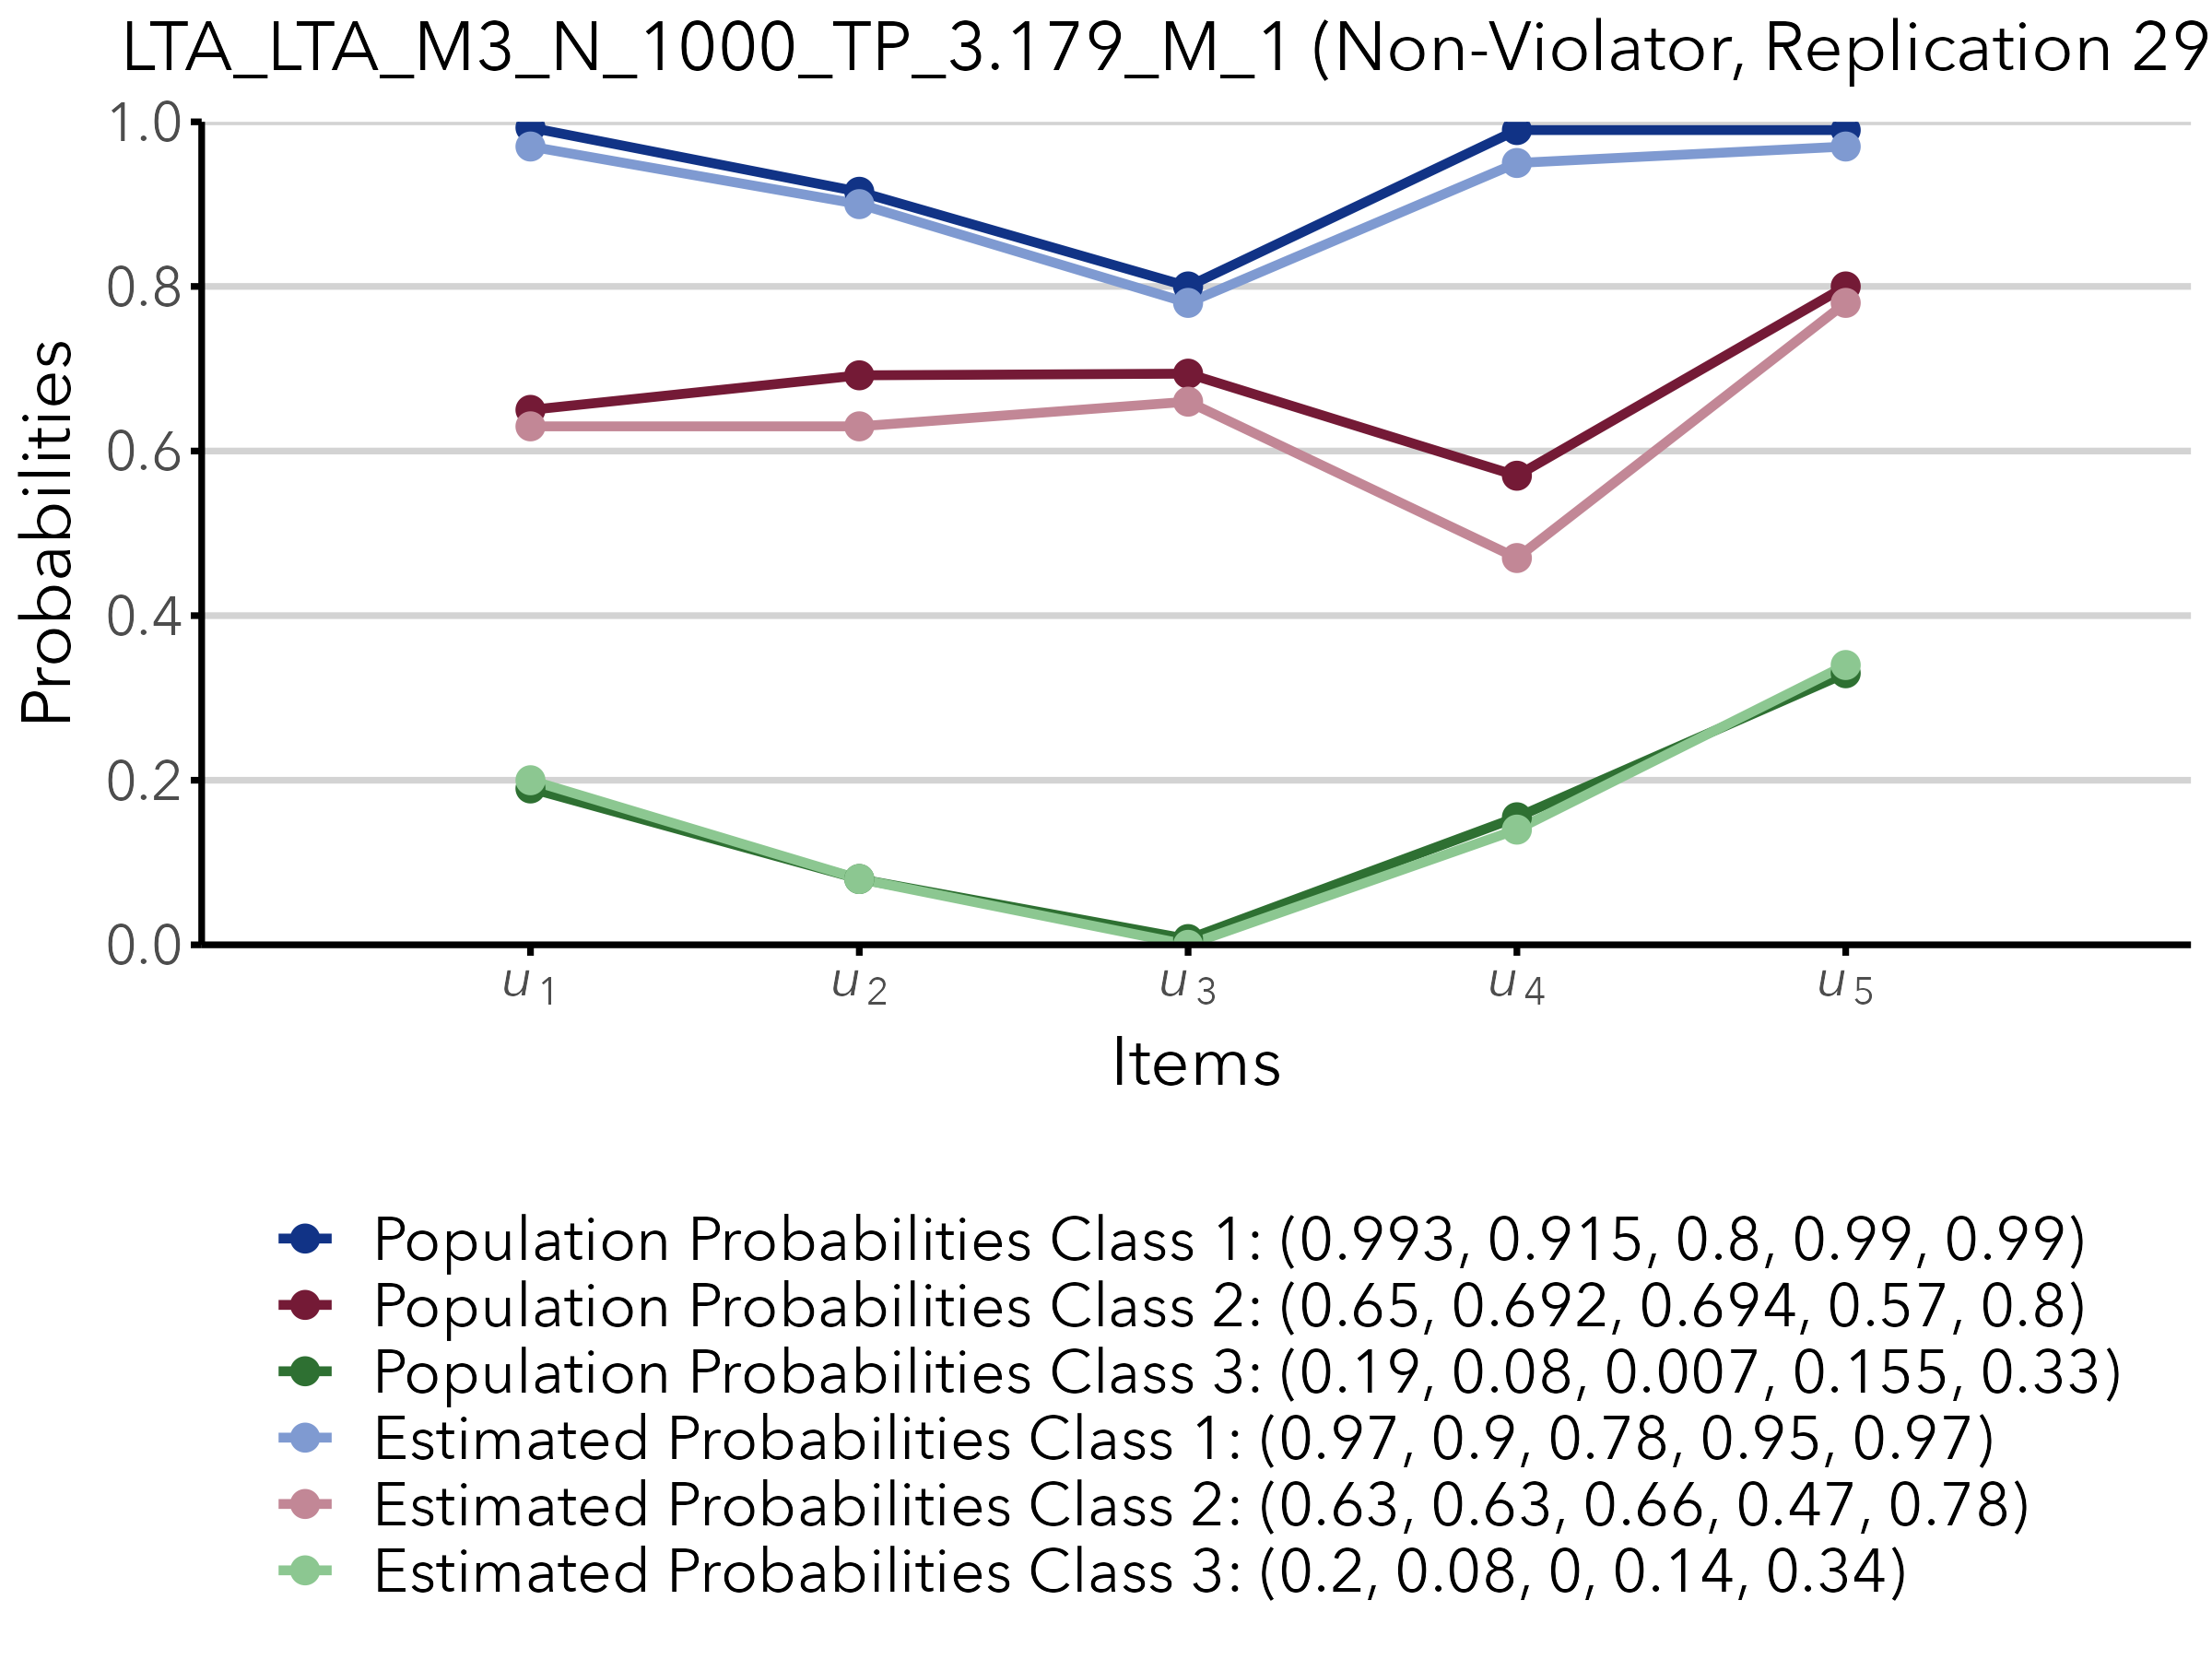 LTA_LTA_M3_N_1000_TP_3.179_M_1 (Non-Violator, Replication 29
Probabilities
1.0
0.8
0.6
0.4
0.2
0.0
u1 u2 u3 u4 u5
Items
Population Probabilities Class 1: (0.993, 0.915, 0.8, 0.99, 0.99)
Population Probabilities Class 2: (0.65, 0.692, 0.694, 0.57, 0.8)
Population Probabilities Class 3: (0.19, 0.08, 0.007, 0.155, 0.33)
Estimated Probabilities Class 1: (0.97, 0.9, 0.78, 0.95, 0.97)
Estimated Probabilities Class 2: (0.63, 0.63, 0.66, 0.47, 0.78)
Estimated Probabilities Class 3: (0.2, 0.08, 0, 0.14, 0.34)